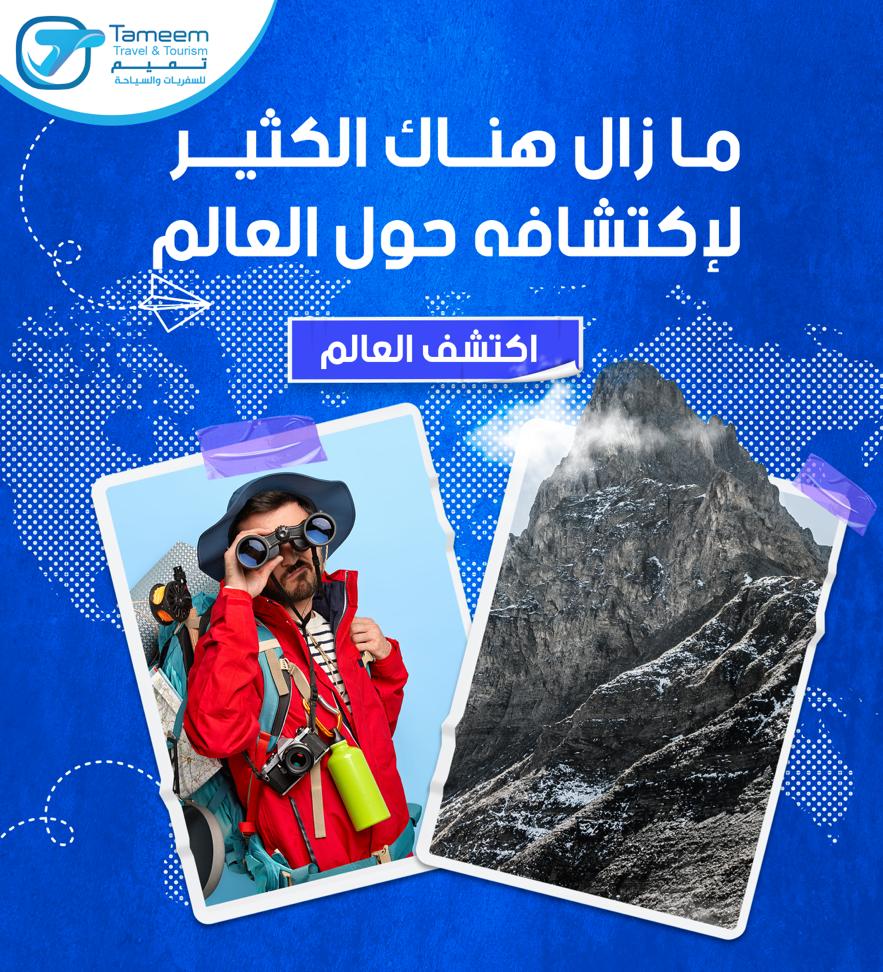 Tameem
Travel & Tourism
تميم
للسفريات والسياحة
ما زال هناك الكثير
لإكتشافه حول العالم
اكتشف العالم